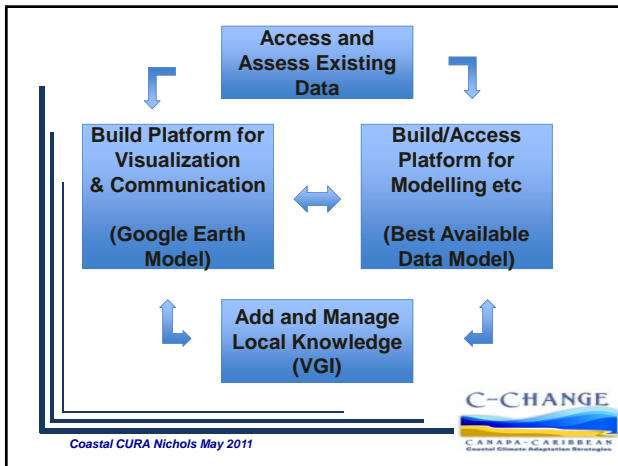 Access and
Assess Existing
Data
Build Platform for
Visualization
& Communication
(Google Earth
Model)
Build/Access
Platform for
Modelling etc
(Best Available
Data Model)
Add and Manage
Local Knowledge
(VGI)
Coastal CURA Nichols May 2011
C-CHANGE
CANAPA-CARIBBEAN
Coastal Climate Adaptation Strategies